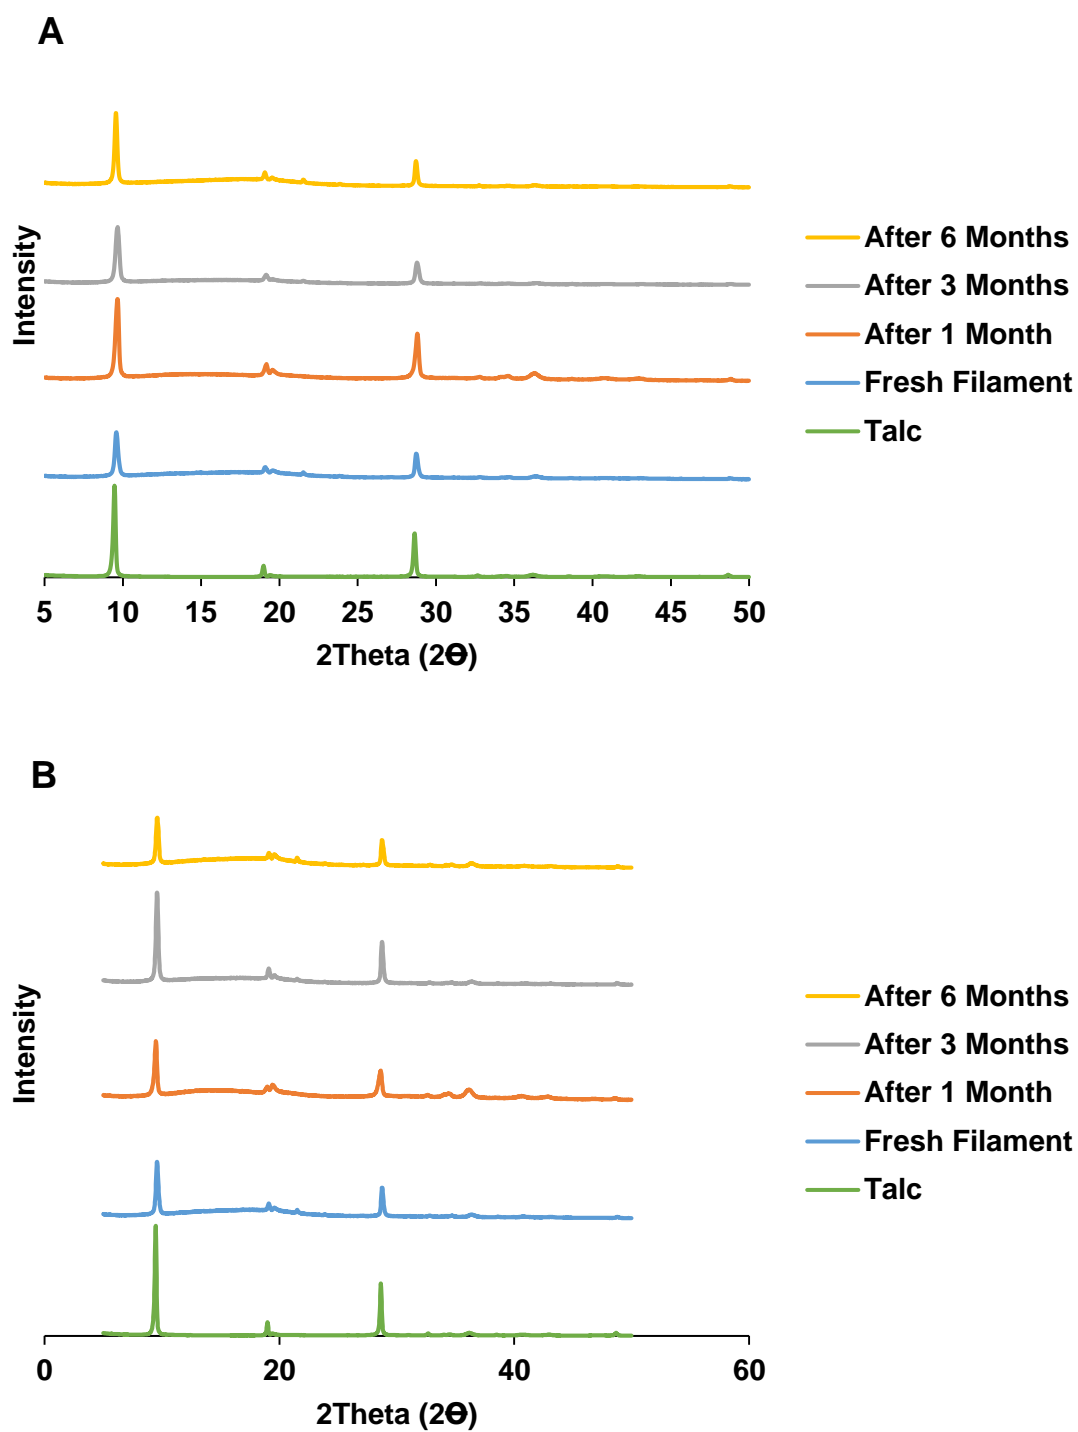 A
Intensity
After 6 Months
After 3 Months
After 1 Month
Fresh Filament
Talc
5 10 15 20 25 30 35 40 45 50
2Theta (2ϴ)
B
Intensity
After 6 Months
After 3 Months
After 1 Month
Fresh Filament
Talc
0 20 40 60
2Theta (2ϴ)